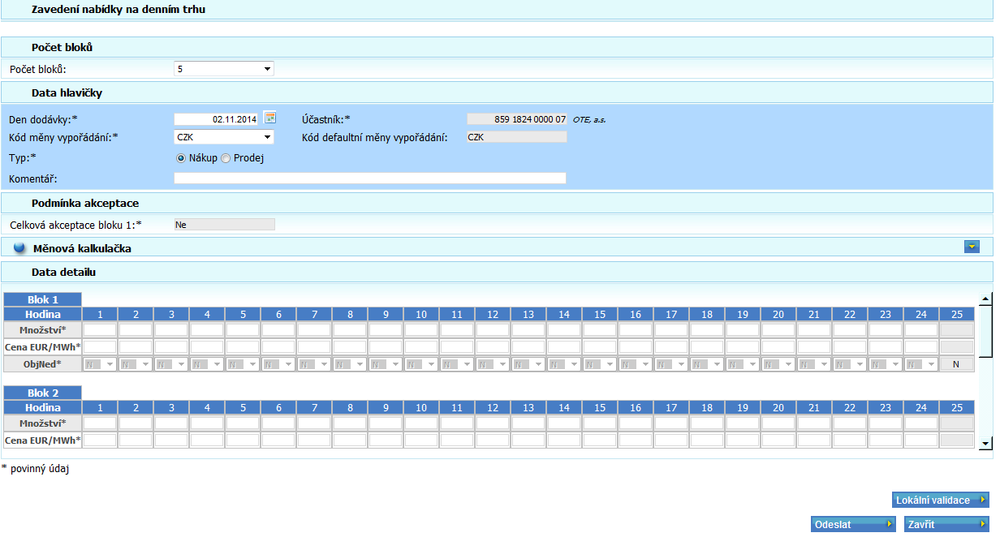 Zavedení nabídky na denním trhu
Počet bloků
Počet bloků: 5
Data hlavičky
Den dodávky:* 02.11.2014 Účastník:* 859 1824 0000 07 OTE, a.s.
Kód měny vypořádání:* CZK Kód defaultní měny vypořádání: CZK
Typ:* Nákup Prodej
Komentář:
Podmínka akceptace
Celková akceptace bloku 1:* Ne
Měnová kalkulačka
Data detailu
Blok 1
Hodina 1 2 3 4 5 6 7 8 9 10 11 12 13 14 15 16 17 18 19 20 21 22 23 24 25
Množství*
Cena EUR/MWh*
ObjNed* N N N N N N N N N N N N N N N N N N N N N N N N N
Blok 2
Hodina 1 2 3 4 5 6 7 8 9 10 11 12 13 14 15 16 17 18 19 20 21 22 23 24 25
Množství*
Cena EUR/MWh*
* povinný údaj
Lokální validace
Odeslat Zavřít